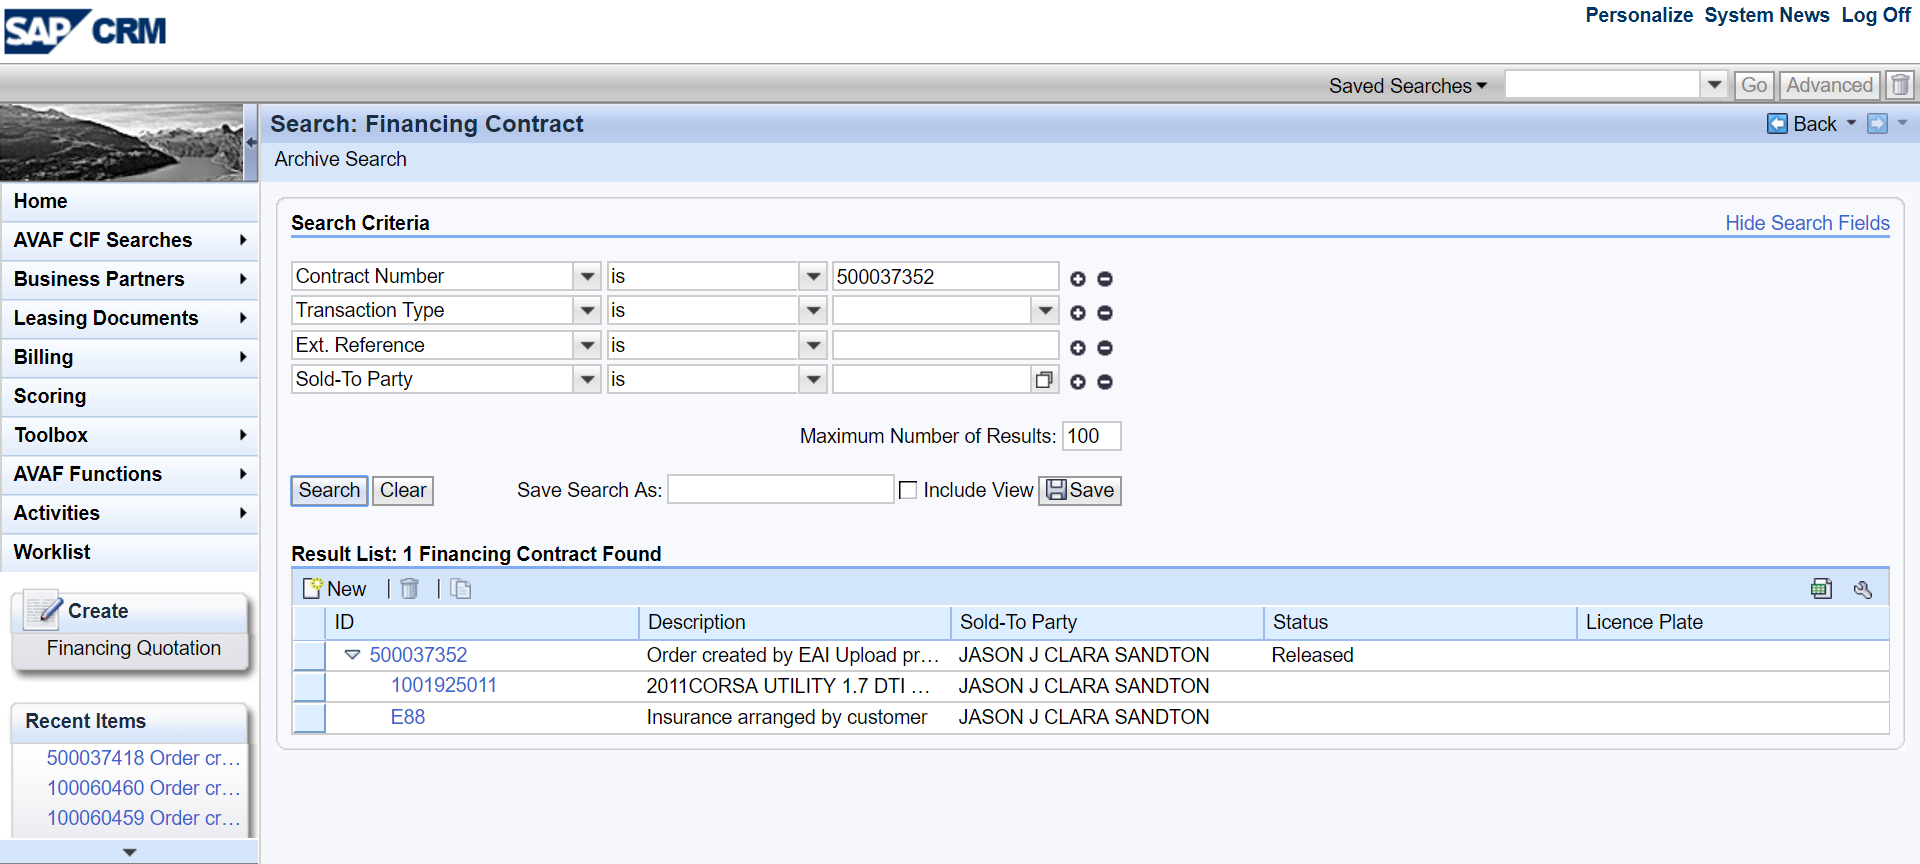 SAP CRM
Personalize System News Log Off
Saved Searches Go Advanced
Search: Financing Contract
Back
Archive Search
Home
AVAF CIF Searches
Business Partners
Leasing Documents
Billing
Scoring
Toolbox
AVAF Functions
Activities
Worklist
Create
Financing Quotation
Recent Items
500037418 Order cr...
100060460 Order cr...
100060459 Order cr...
Search Criteria
Hide Search Fields
Contract Number is 500037352
Transaction Type is
Ext. Reference is
Sold-To Party is
Maximum Number of Results: 100
Search Clear Save Search As: Include View Save
Result List: 1 Financing Contract Found
New
ID Description Sold-To Party Status Licence Plate
500037352 Order created by EAI Upload pr... JASON J CLARA SANDTON Released
1001925011 2011CORSA UTILITY 1.7 DTI ... JASON J CLARA SANDTON
E88 Insurance arranged by customer JASON J CLARA SANDTON